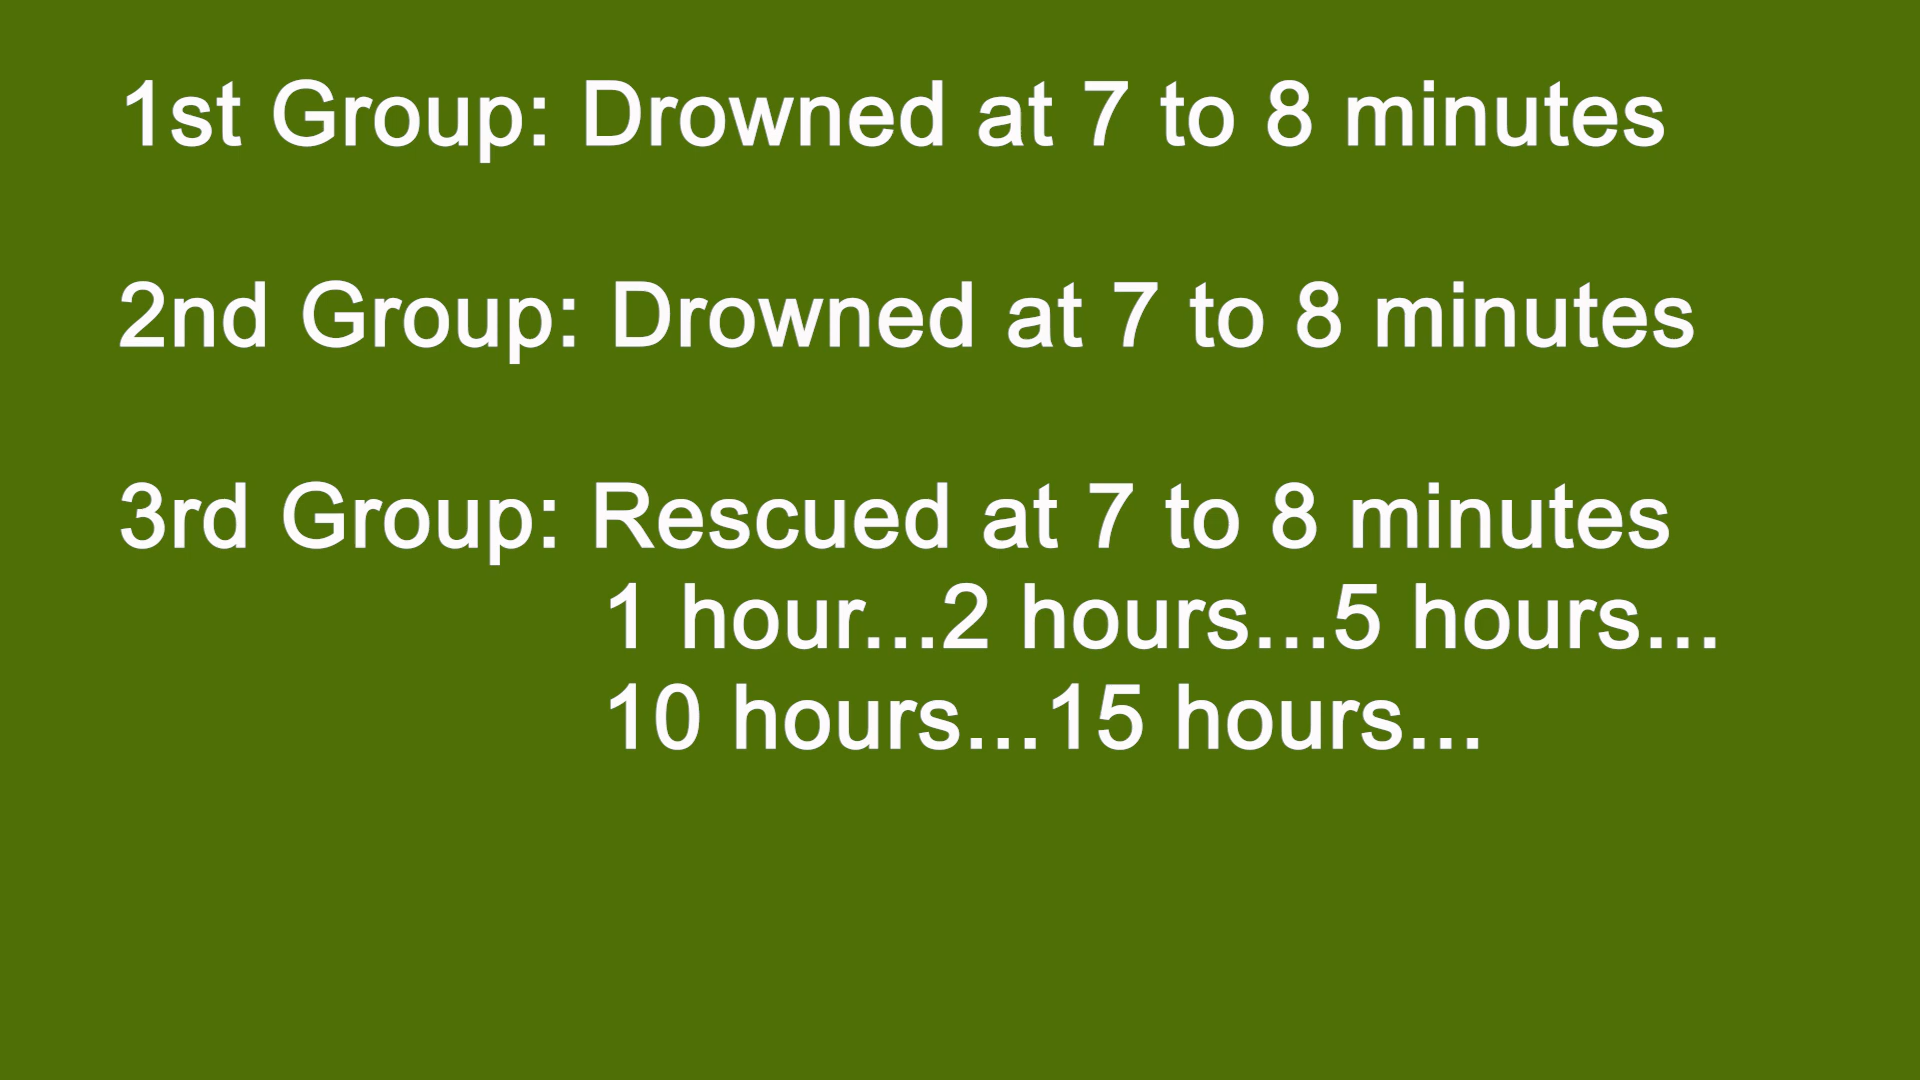 1st Group: Drowned at 7 to 8 minutes
2nd Group: Drowned at 7 to 8 minutes
3rd Group: Rescued at 7 to 8 minutes
1 hour...2 hours...5 hours...
10 hours...15 hours...